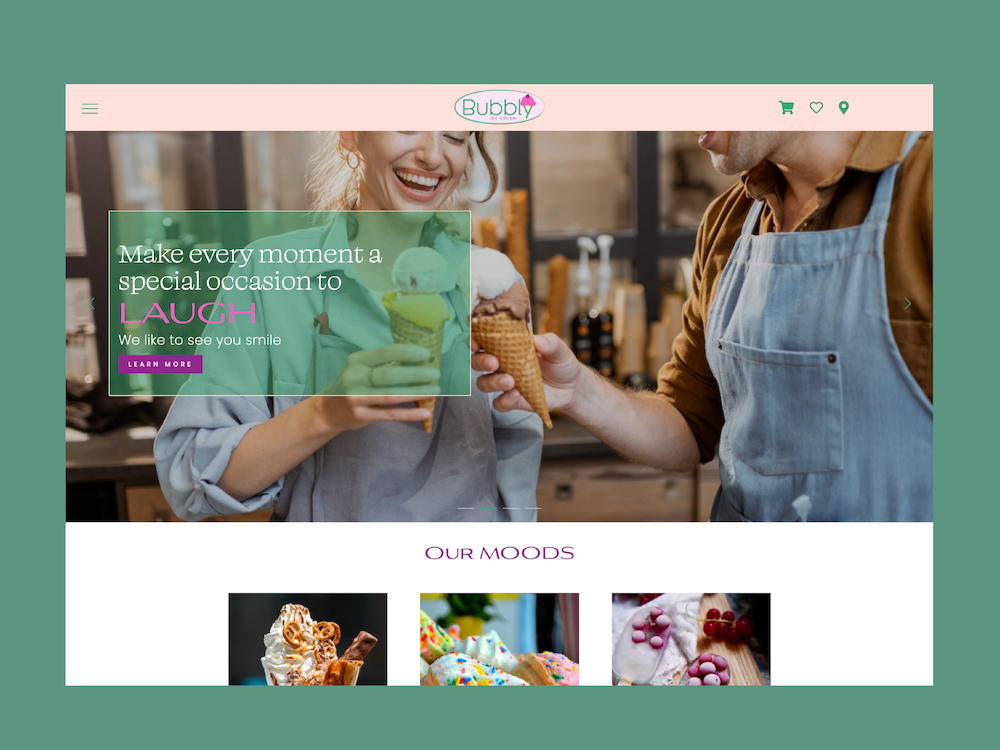 Bubbly
ICE CREAM
Make every moment a
special occasion to
LAUGH
We like to see you smile
LEARN MORE
OUR MOODS